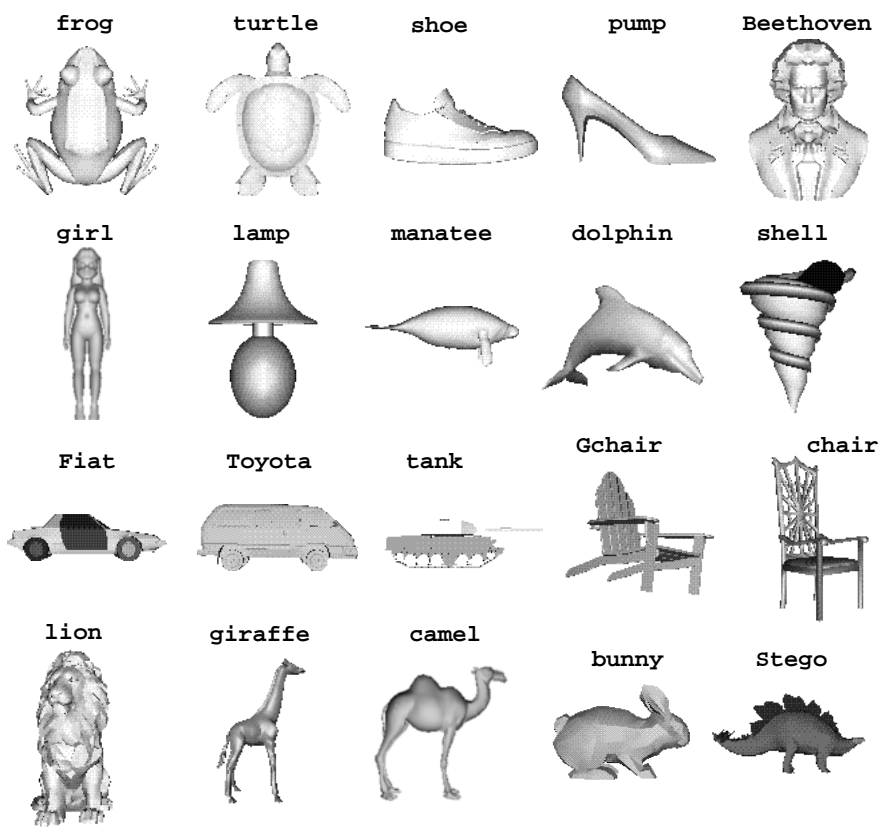 frog
turtle
shoe
pump
Beethoven
girl
lamp
manatee
dolphin
shell
Fiat
Toyota
tank
Gchair
chair
lion
giraffe
camel
bunny
Stego